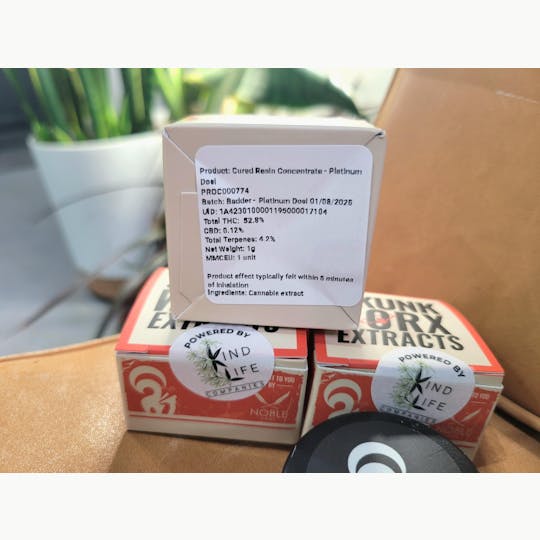 Product: Cured Resin Concentrate - Platinum
Dosi
PROC000774
Batch: Badder - Platinum Dosi 01/08/2025
UID: 1A4230100001195000017104
Total THC: 52.8%
CBD: 0.12%
Total Terpenes: 4.2%
Net Weight: 1g
MMCEU: 1 unit
Product effect typically felt within 5 minutes
of inhalation
Ingredients: Cannabis extract
EXTRACTS
POWERED BY
KIND
LIFE
COMPANIES
NOBLE
KUNK
ORX
EXTRACTS
POWERED BY
KIND
LIFE
COMPANIES